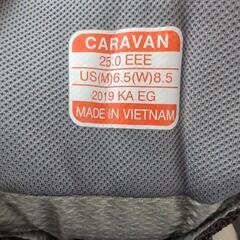 CARAVAN
25.0 EEE
US(M)6.5(W)8.5
2019 KA EG
MADE IN VIETNAM